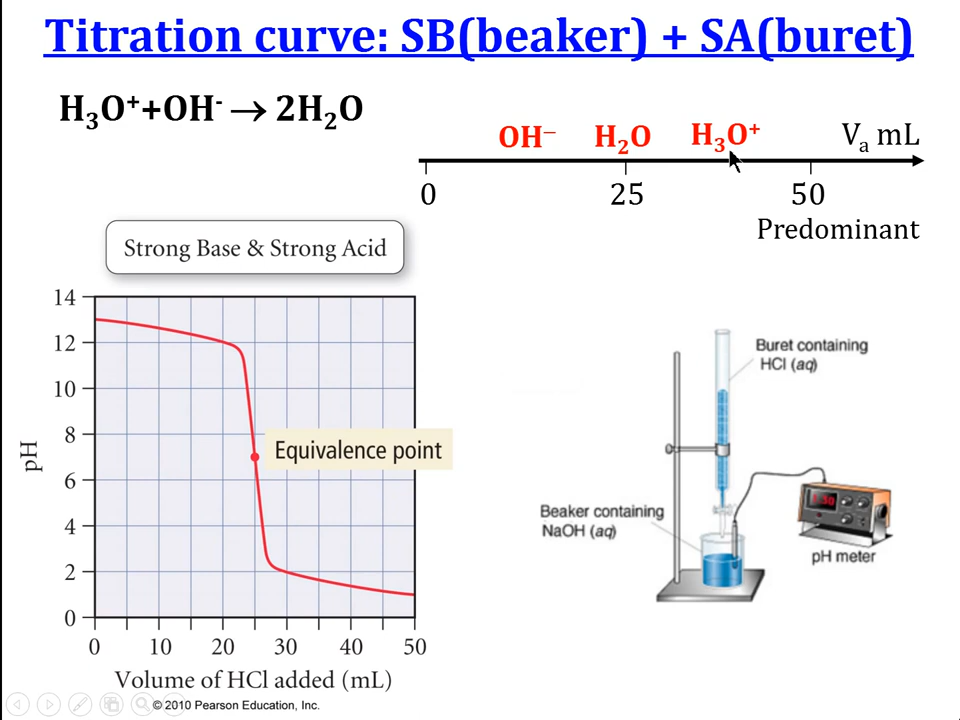 Titration curve: SB(beaker) + SA(buret)
H₃O⁺+OH⁻ → 2H₂O
OH⁻ H₂O H₃O⁺ Vₐ mL
0 25 50
Predominant
Strong Base & Strong Acid
14
12
10
8
6
4
2
0
pH
Equivalence point
0 10 20 30 40 50
Volume of HCl added (mL)
© 2010 Pearson Education, Inc.
Buret containing
HCl (aq)
Beaker containing
NaOH (aq)
pH meter